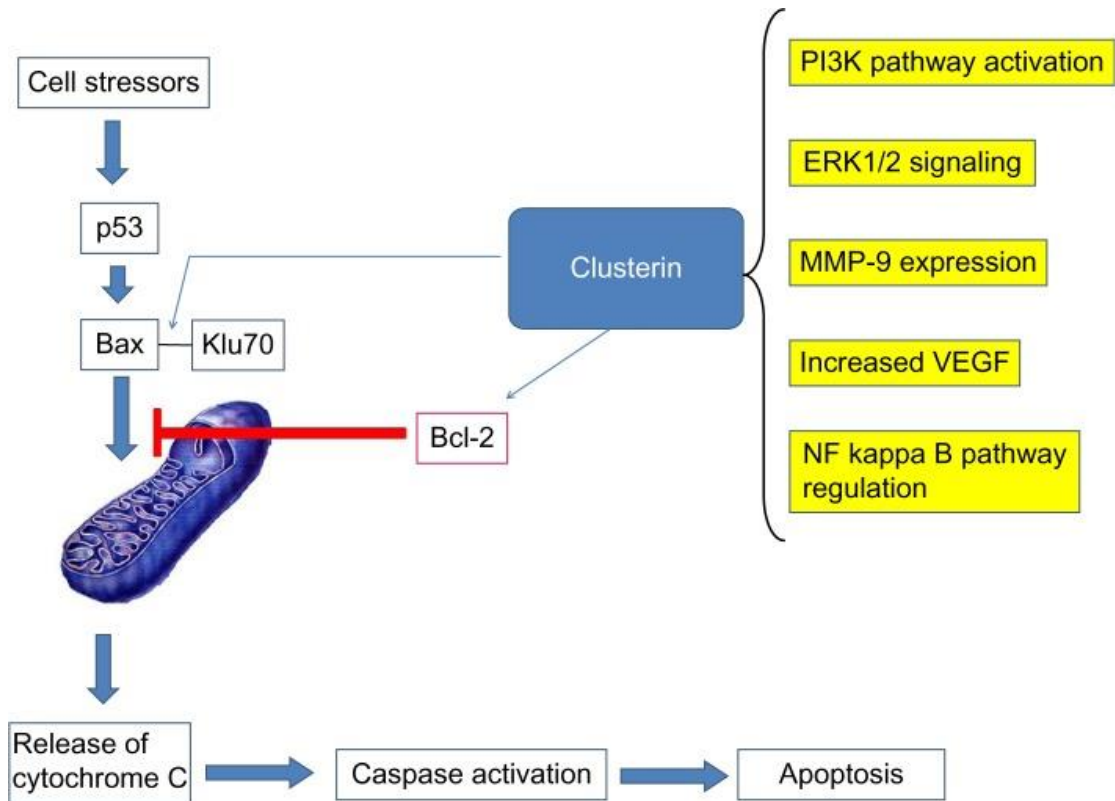 Cell stressors
p53
Bax
Klu70
Clusterin
Bcl-2
PI3K pathway activation
ERK1/2 signaling
MMP-9 expression
Increased VEGF
NF kappa B pathway
regulation
Release of
cytochrome C
Caspase activation
Apoptosis